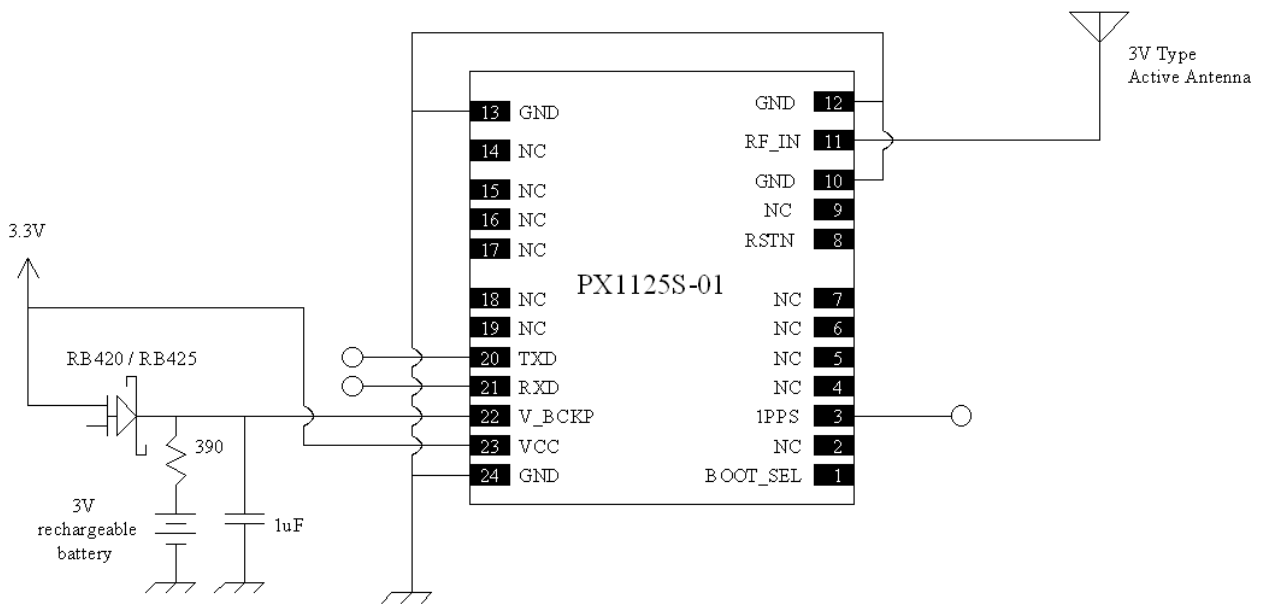 3V Type
Active Antenna
13 GND
GND 12
14 NC
RF_IN 11
15 NC
GND 10
16 NC
NC 9
17 NC
RSTN 8
3.3V
PX1125S-01
18 NC
NC 7
19 NC
NC 6
RB420 / RB425
20 TXD
NC 5
21 RXD
NC 4
22 V_BCKP
1PPS 3
390
23 VCC
NC 2
24 GND
BOOT_SEL 1
3V
rechargeable
battery
1uF